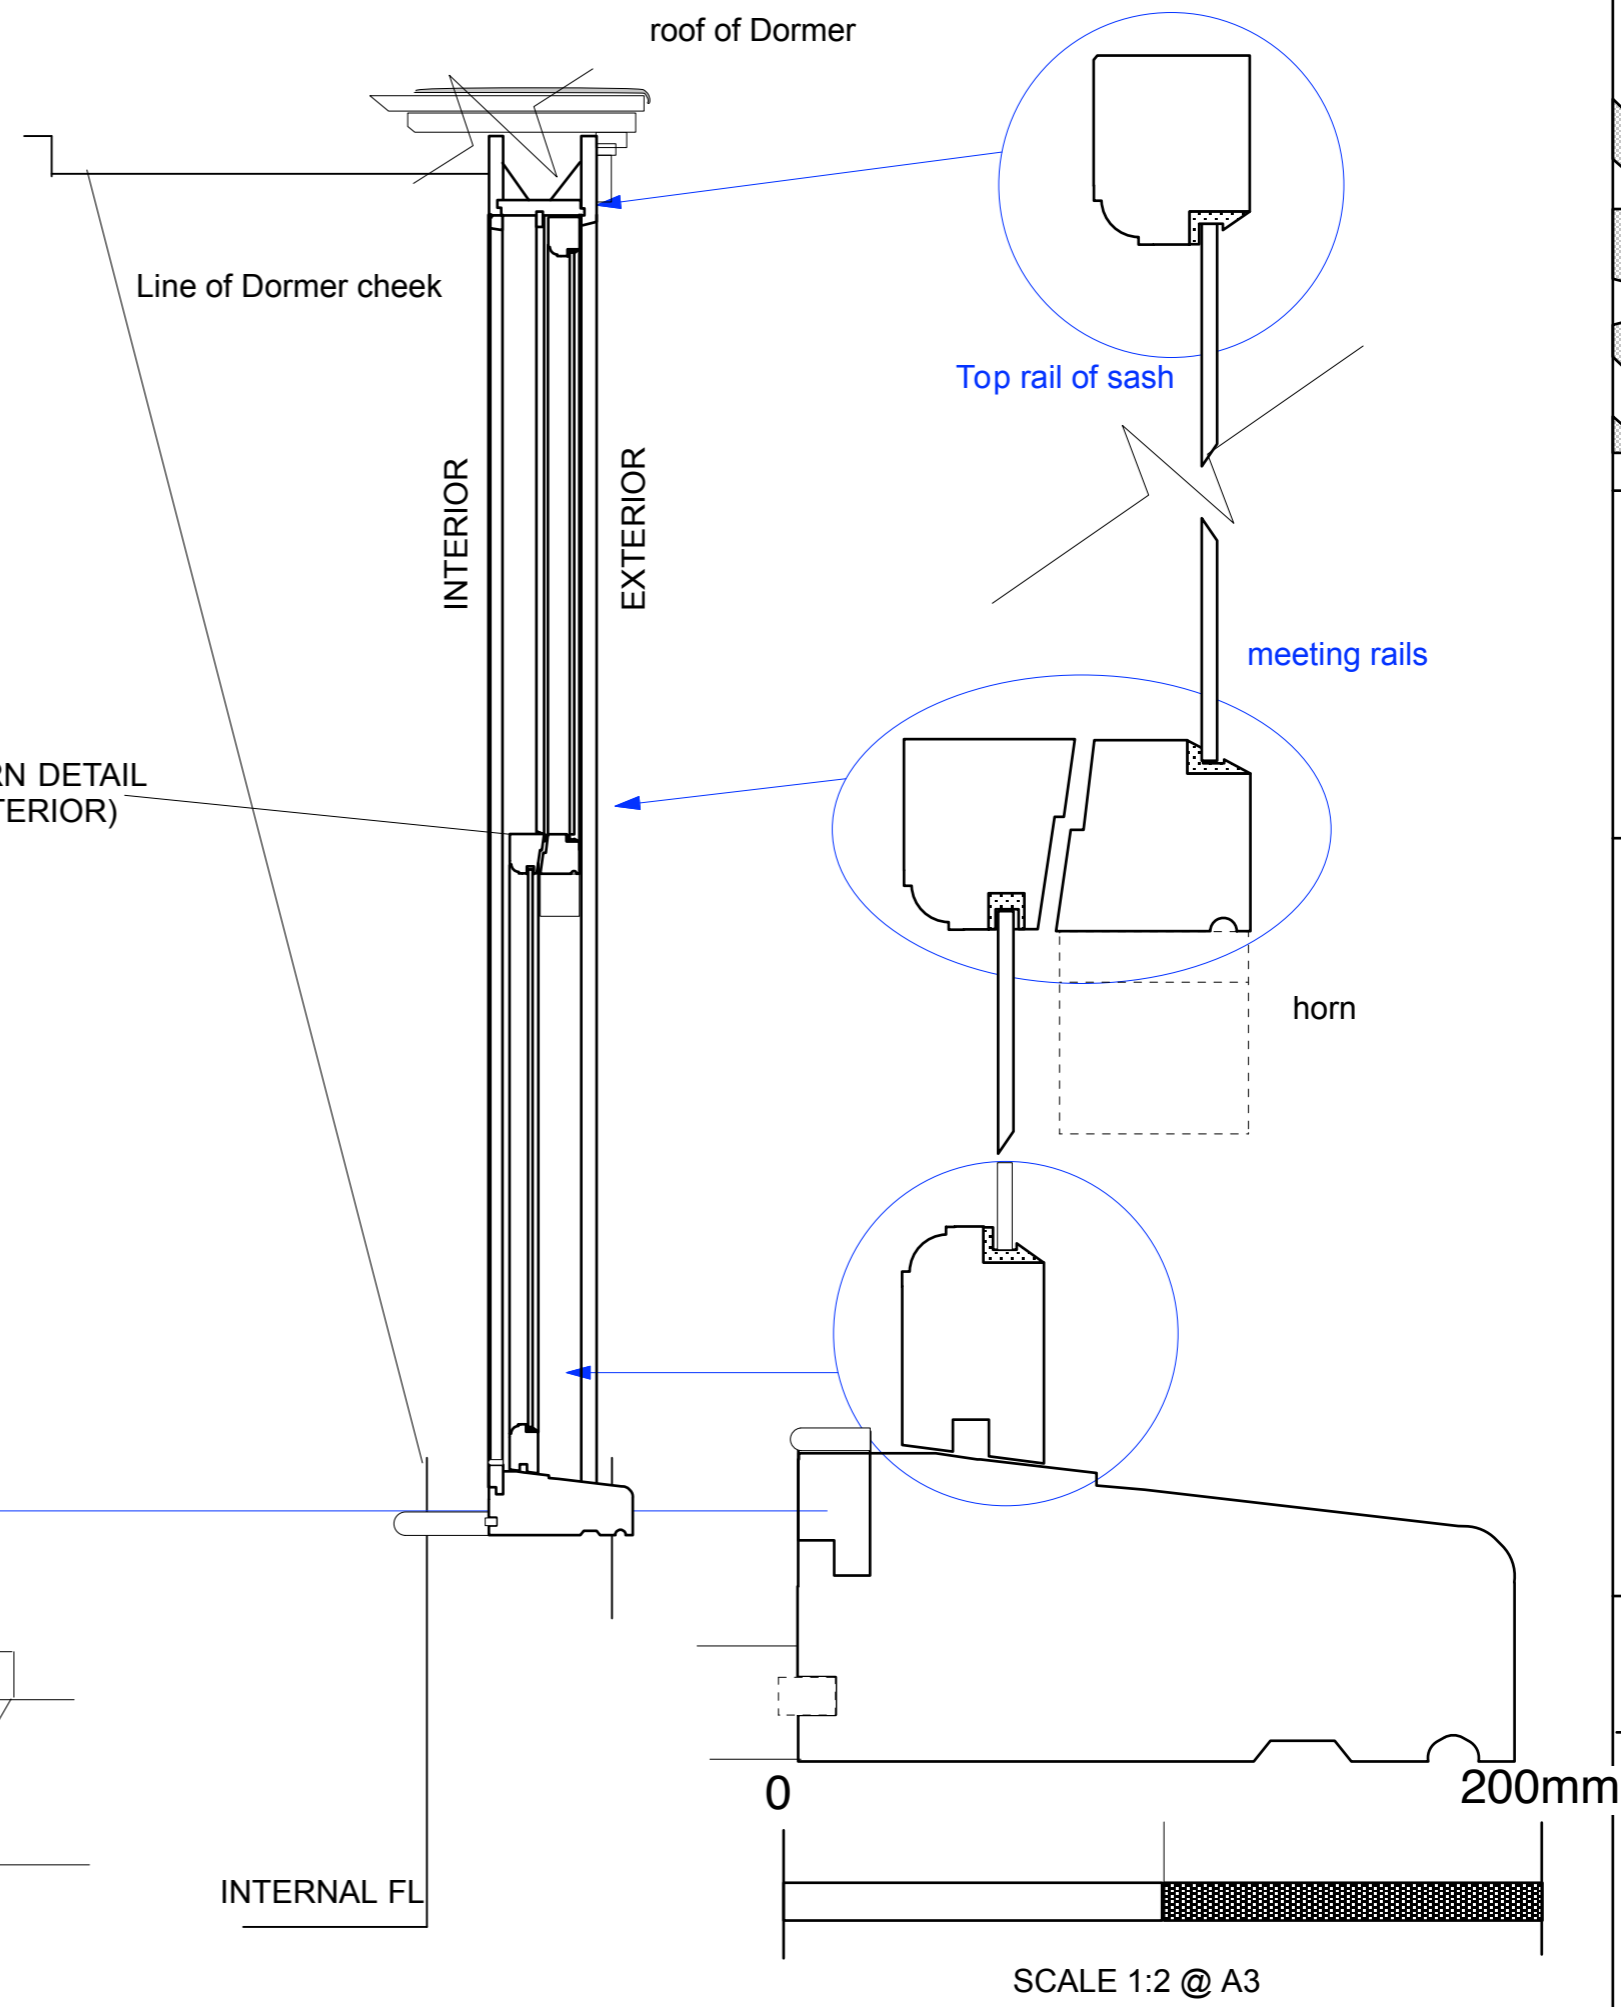 roof of Dormer
Line of Dormer cheek
Top rail of sash
INTERIOR
EXTERIOR
meeting rails
RN DETAIL
TERIOR)
horn
0
200mm
INTERNAL FL
SCALE 1:2 @ A3